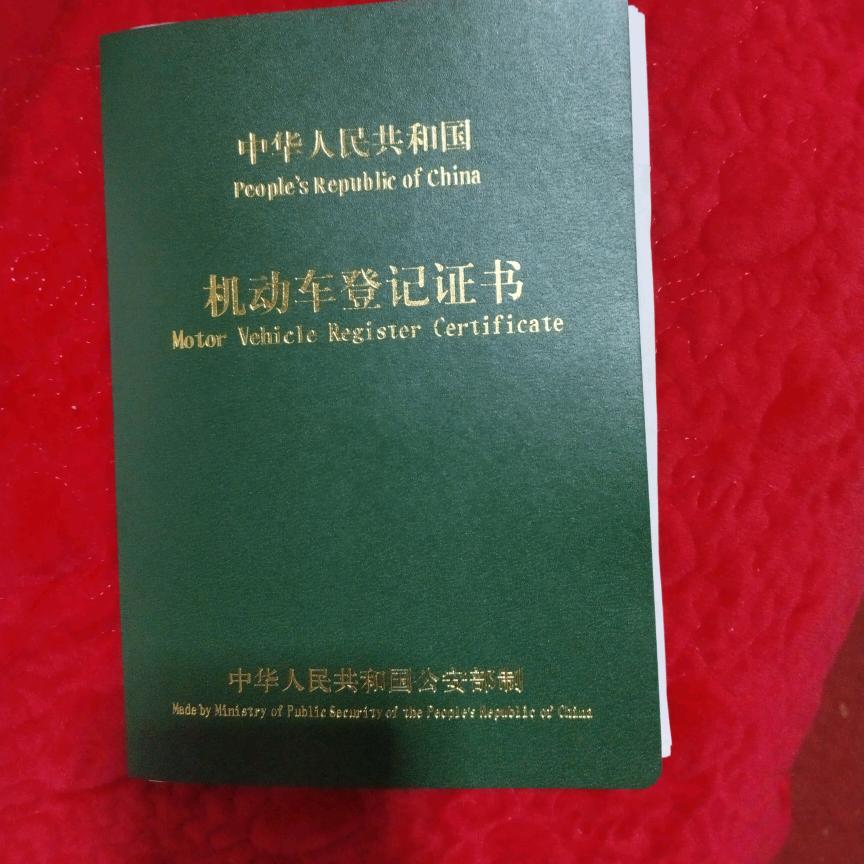 中华人民共和国
People's Republic of China
机动车登记证书
Motor Vehicle Register Certificate
中华人民共和国公安部制
Made by Ministry of Public Security of the People's Republic of China